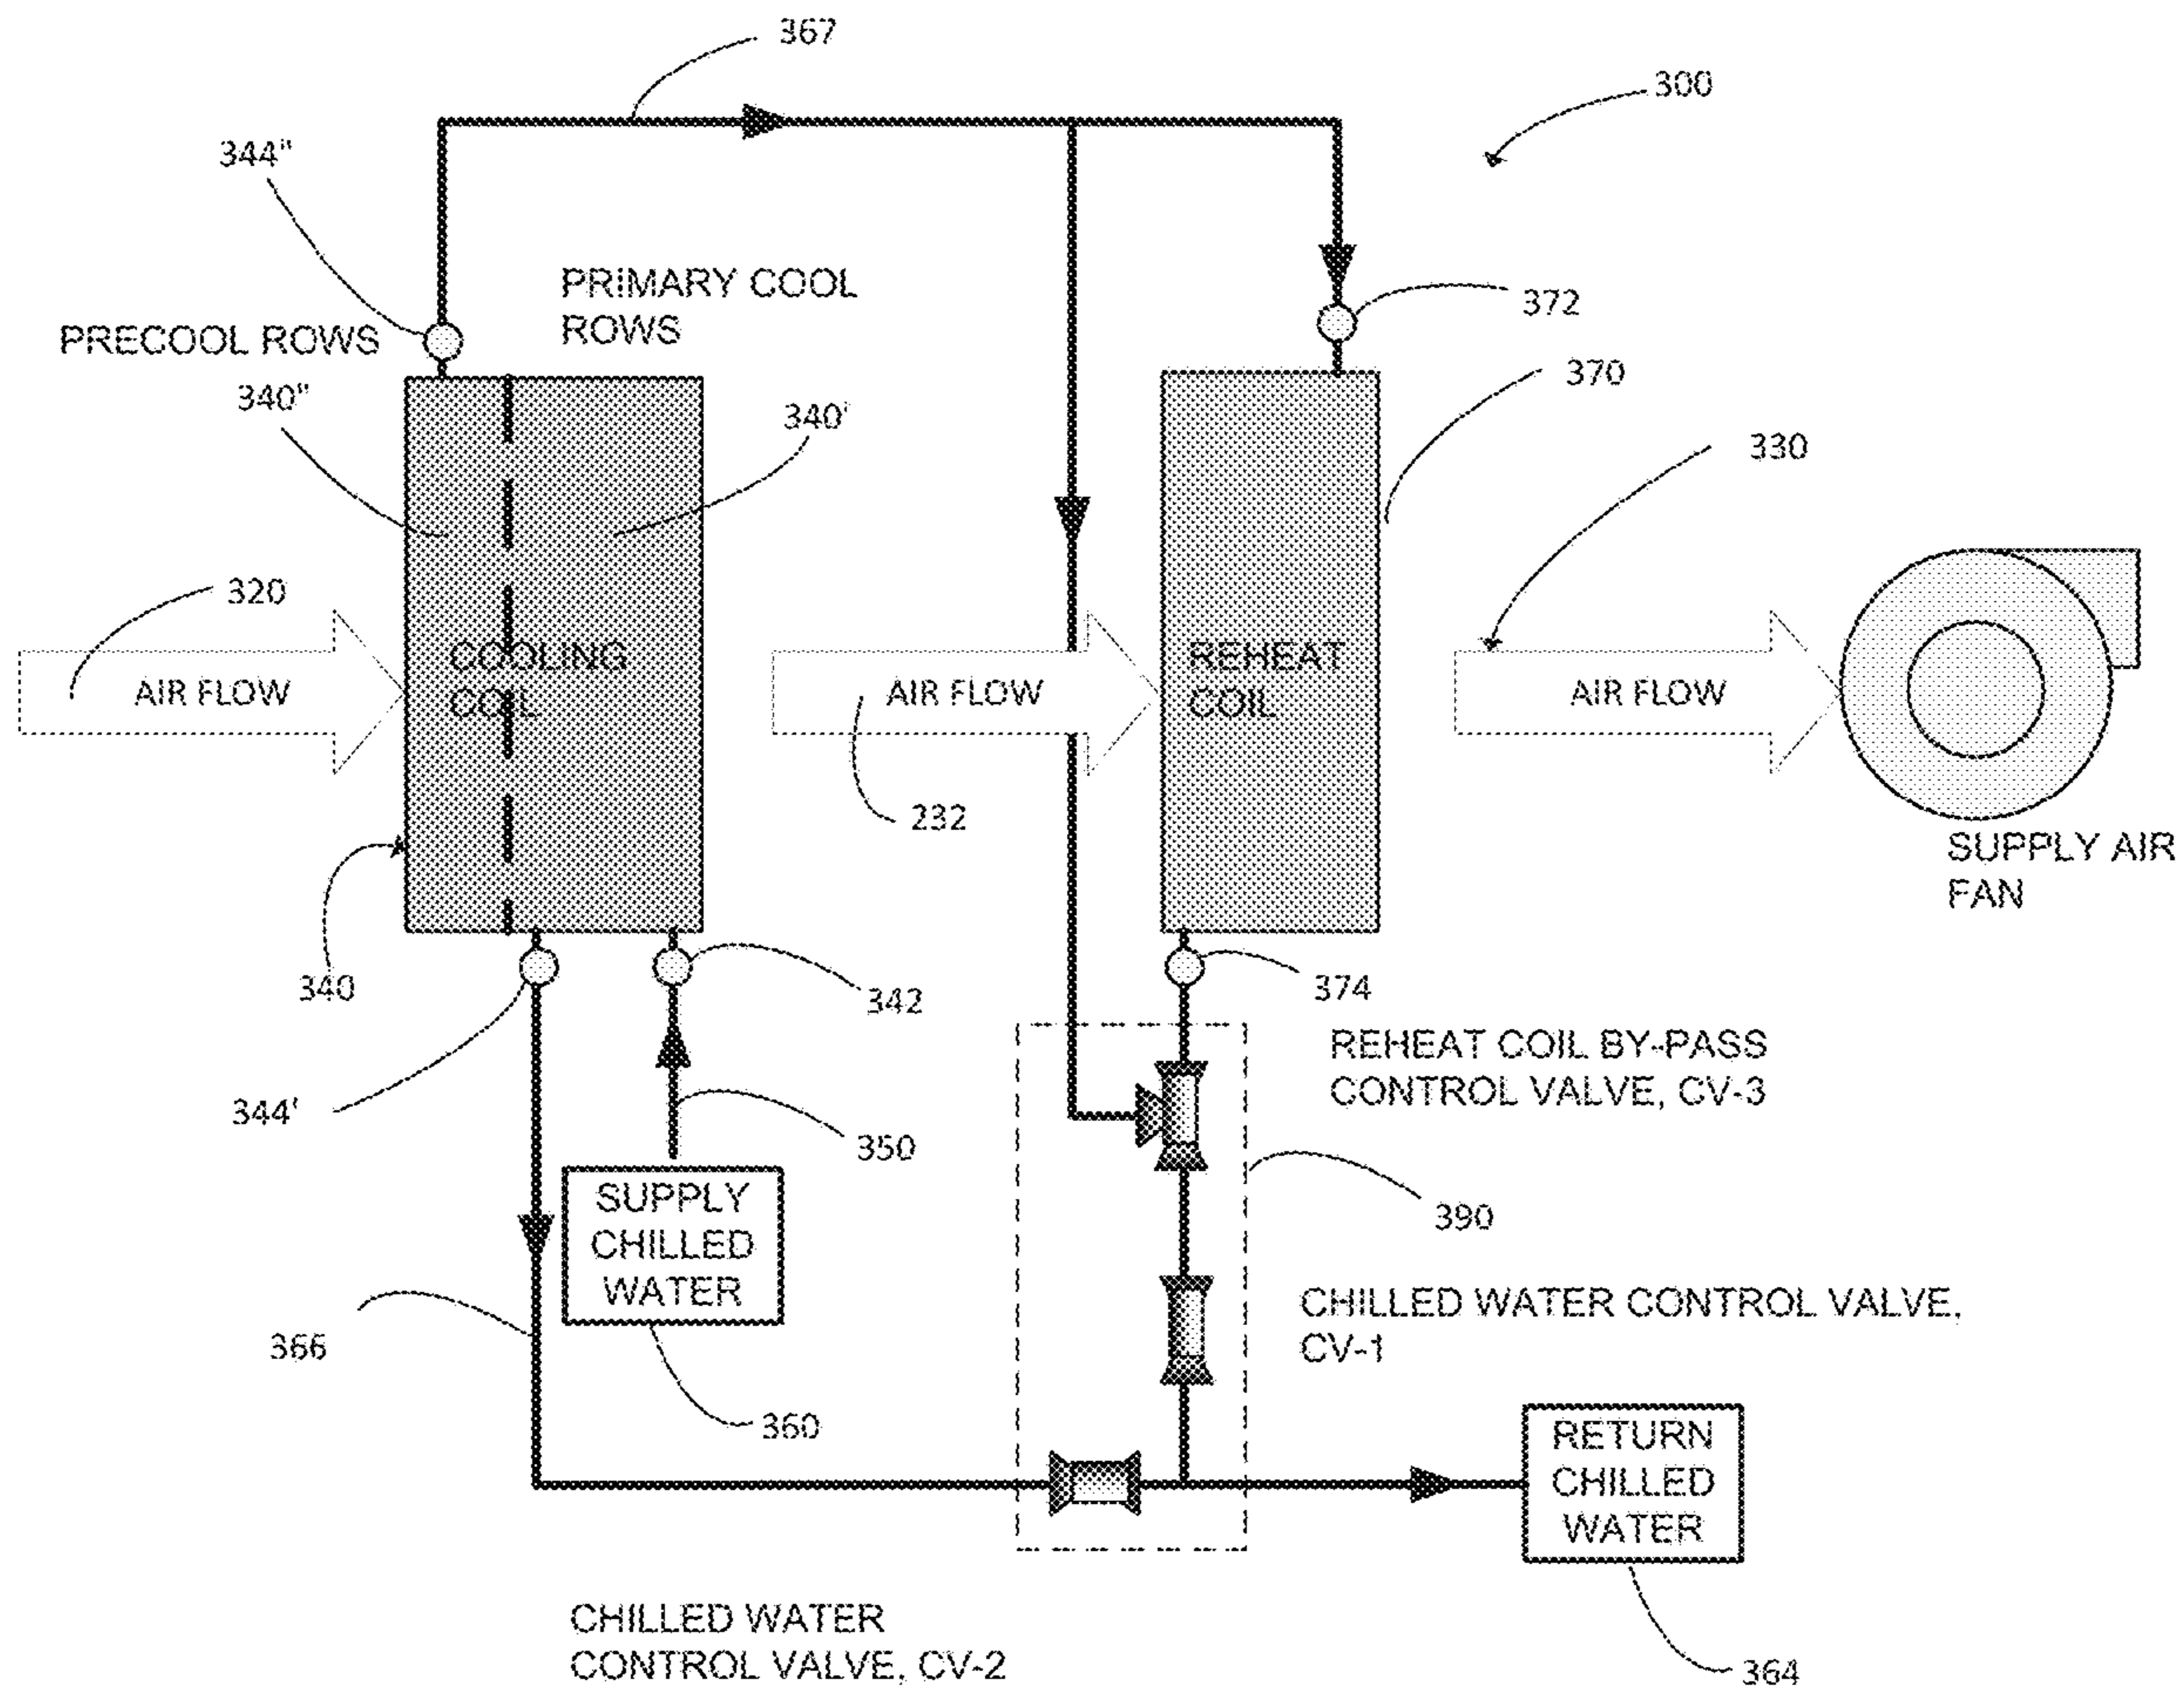 367
300
344"
PRIMARY COOL
ROWS
372
PRECOOL ROWS
370
340"
340'
330
320
COOLING
COIL
REHEAT
COIL
AIR FLOW
AIR FLOW
AIR FLOW
232
SUPPLY AIR
FAN
340
342
374
REHEAT COIL BY-PASS
CONTROL VALVE, CV-3
344'
350
SUPPLY
CHILLED
WATER
390
CHILLED WATER CONTROL VALVE,
CV-1
366
360
RETURN
CHILLED
WATER
CHILLED WATER
CONTROL VALVE, CV-2
364